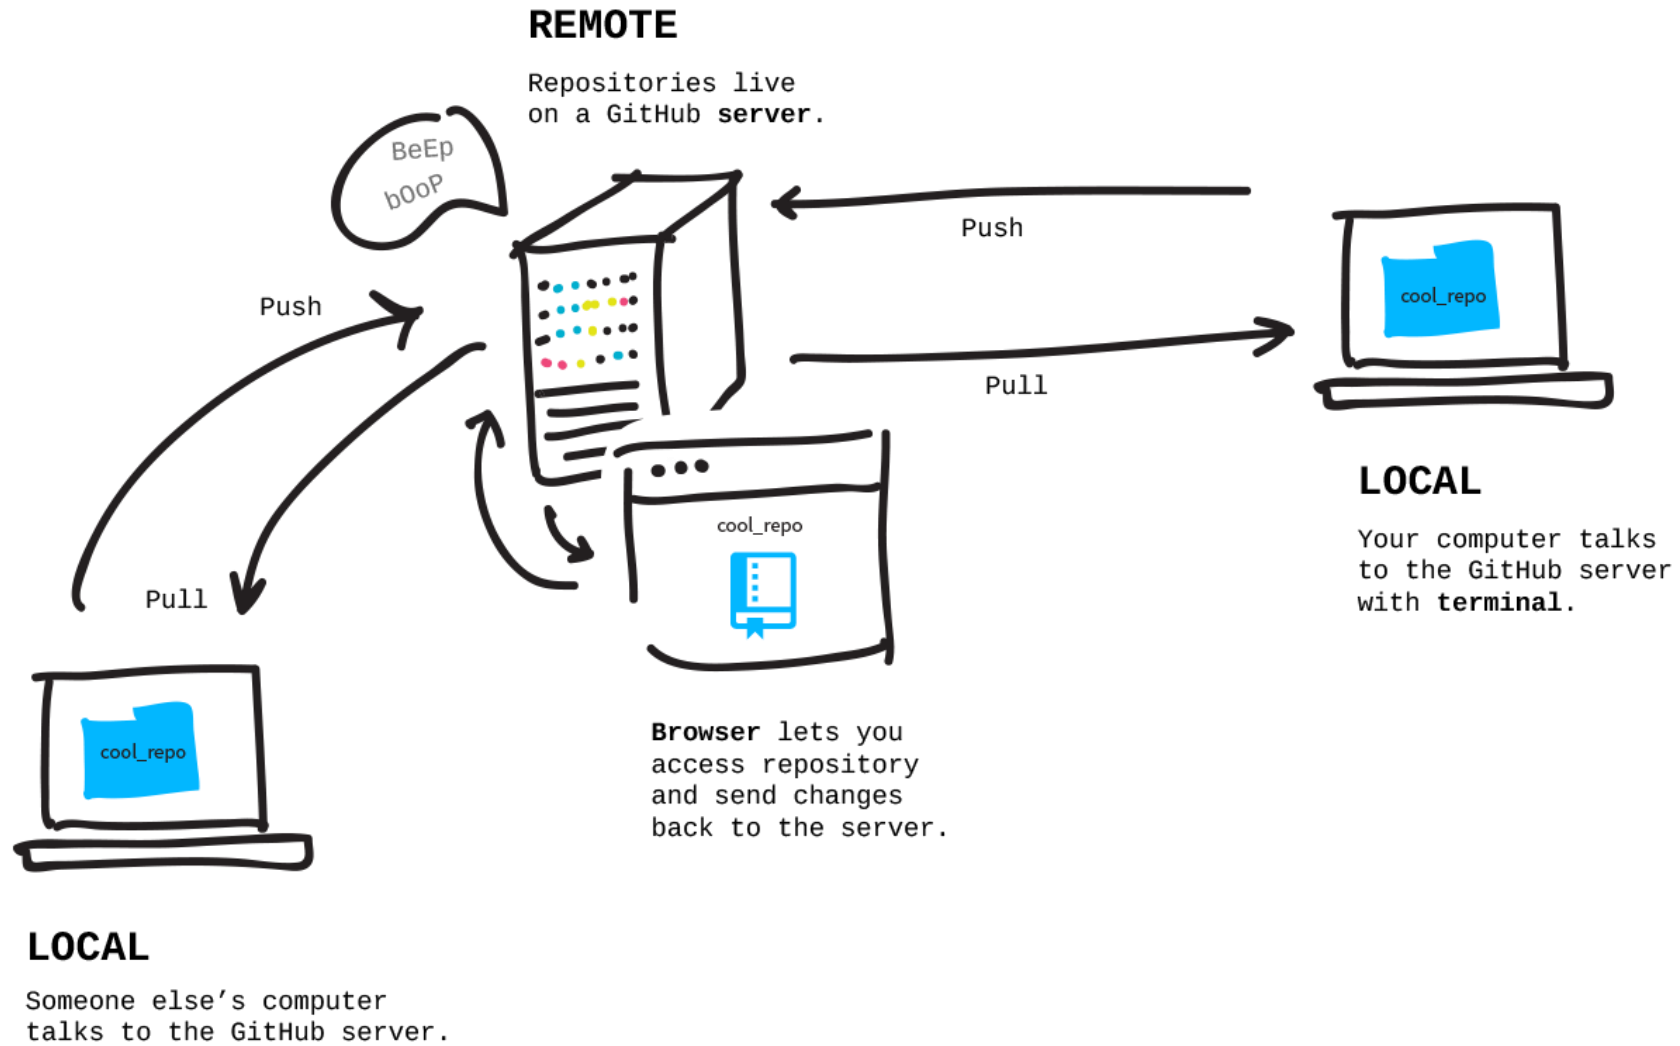 REMOTE
Repositories live
on a GitHub server.
BeEp
bOoP
Push
Pull
cool_repo
Push
Pull
cool_repo
LOCAL
Your computer talks
to the GitHub server
with terminal.
Browser lets you
access repository
and send changes
back to the server.
cool_repo
LOCAL
Someone else’s computer
talks to the GitHub server.